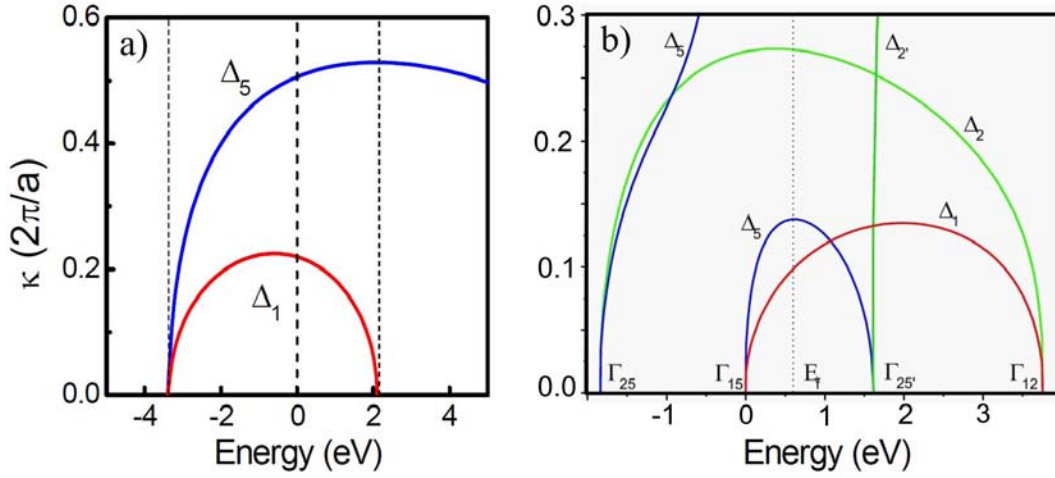 a)
κ (2π/a)
0.6
0.4
0.2
0.0
Δ₅
Δ₁
-4 -2 0 2 4
Energy (eV)
b)
0.3
0.2
0.1
0.0
Δ₅
Δ₂'
Δ₂
Δ₅
Δ₁
Γ₂₅ Γ₁₅ E_f Γ₂₅' Γ₁₂
-1 0 1 2 3
Energy (eV)